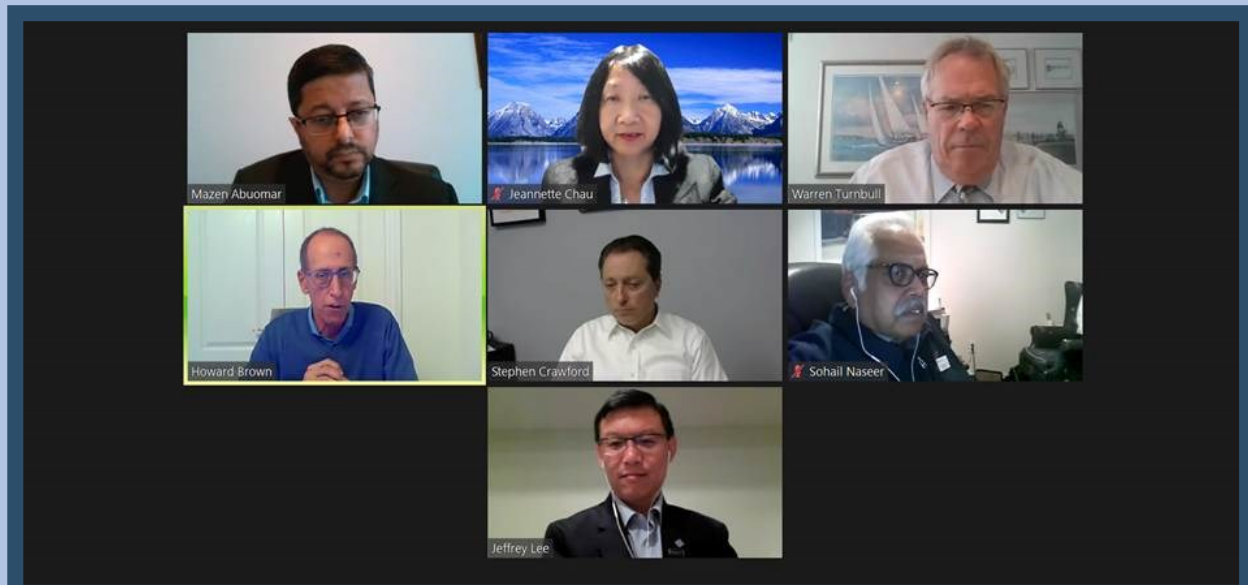 Mazen Abuomar
Jeannette Chau
Warren Turnbull
Howard Brown
Stephen Crawford
Sohail Naseer
Jeffrey Lee